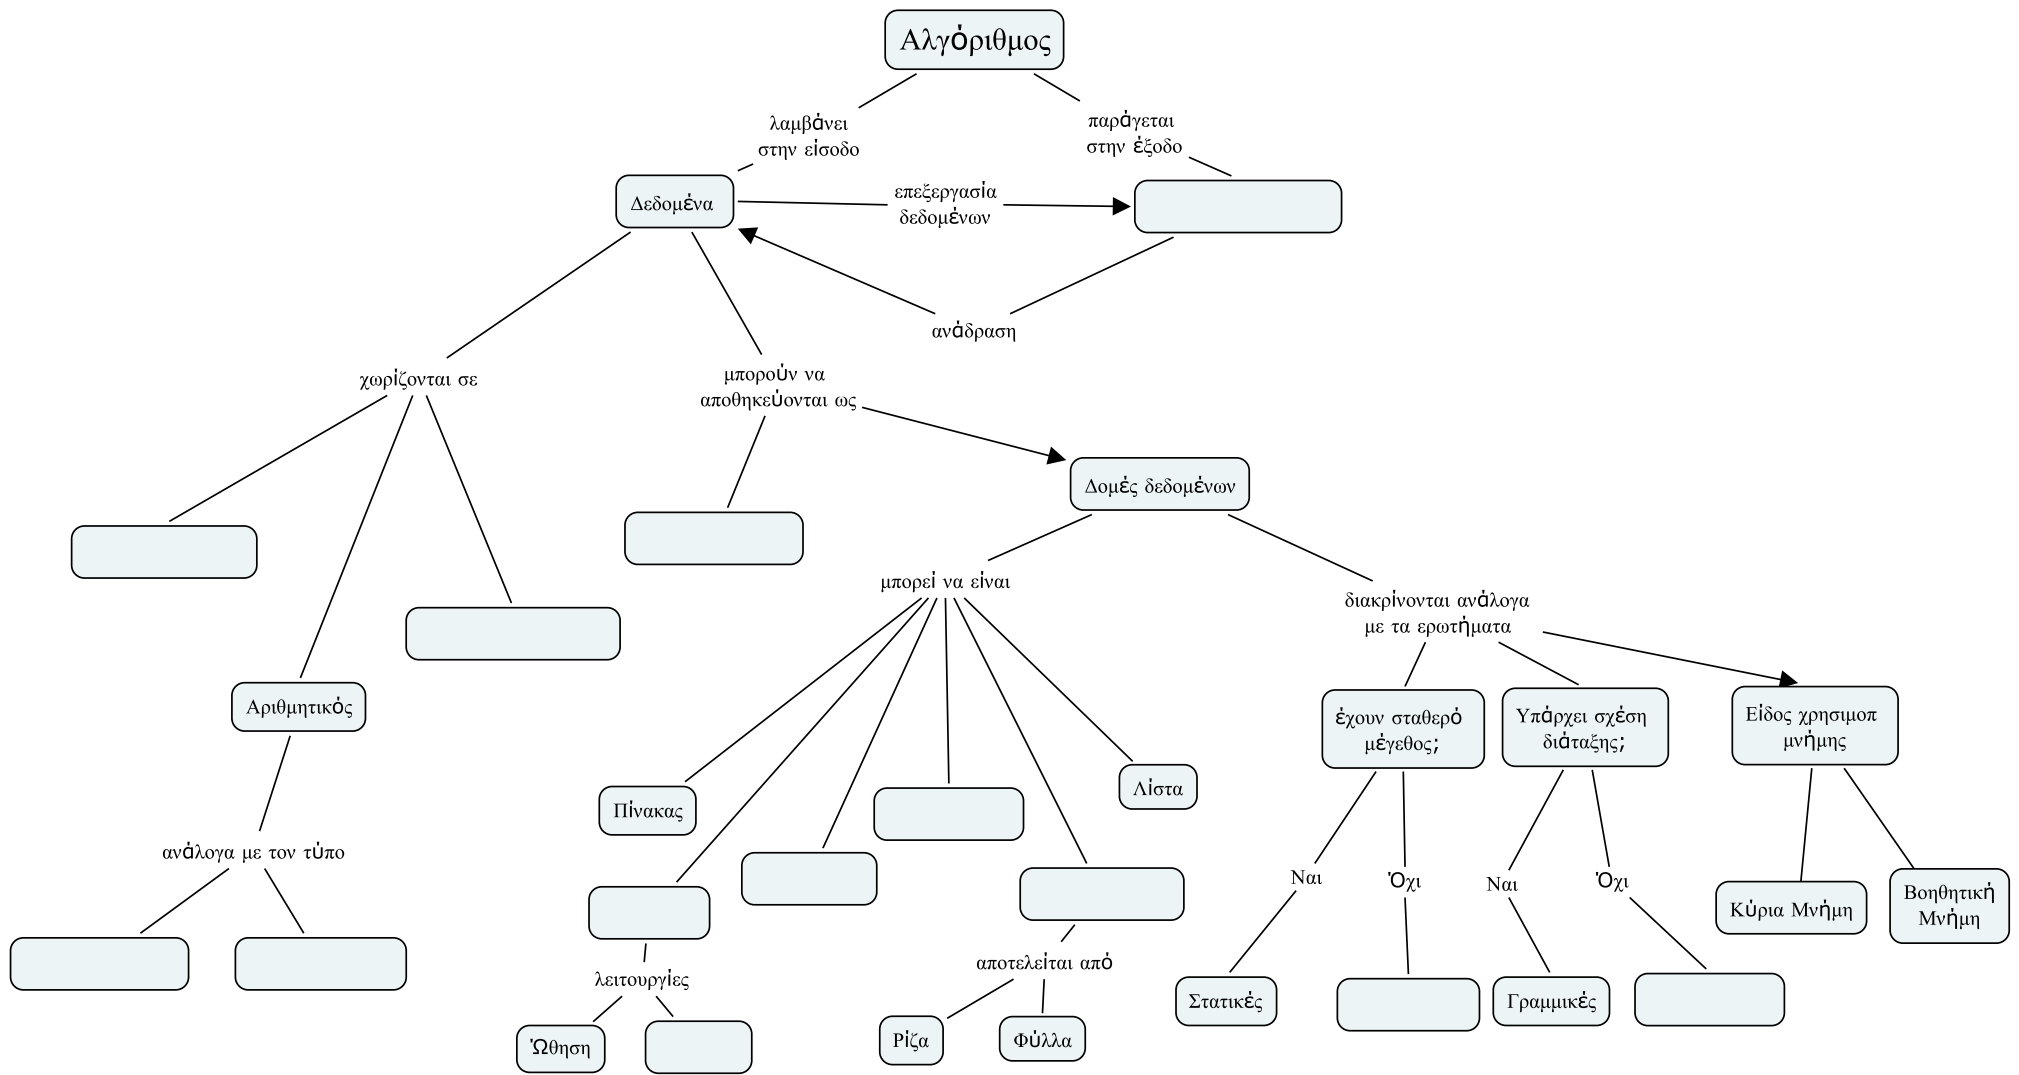 Αλγόριθμος
λαμβάνει
στην είσοδο
παράγεται
στην έξοδο
Δεδομένα
επεξεργασία
δεδομένων
ανάδραση
χωρίζονται σε
μπορούν να
αποθηκεύονται ως
Δομές δεδομένων
μπορεί να είναι
διακρίνονται ανάλογα
με τα ερωτήματα
Αριθμητικός
έχουν σταθερό
μέγεθος;
Υπάρχει σχέση
διάταξης;
Είδος χρησιμοπ
μνήμης
Πίνακας
Λίστα
ανάλογα με τον τύπο
Ναι
Όχι
Ναι
Όχι
Κύρια Μνήμη
Βοηθητική
Μνήμη
λειτουργίες
αποτελείται από
Στατικές
Γραμμικές
Ώθηση
Ρίζα
Φύλλα